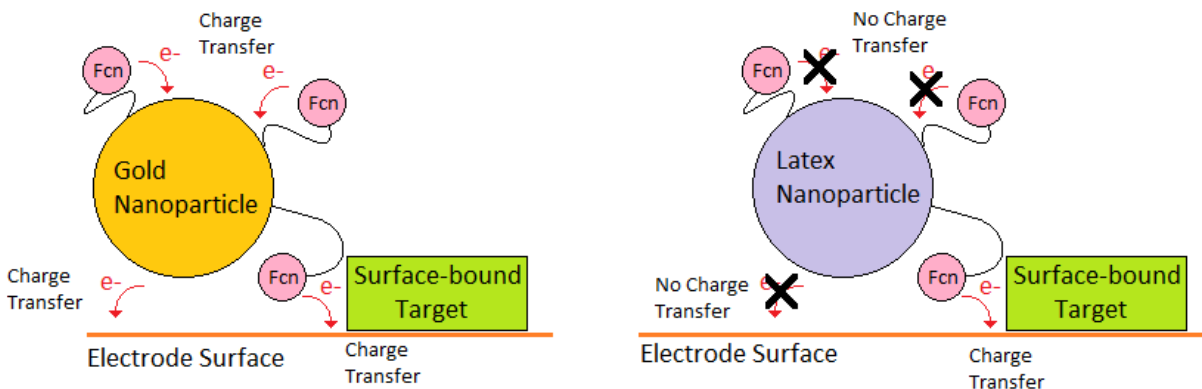 Charge
Transfer
e-
e-
Fcn
Fcn
Gold
Nanoparticle
Charge
Transfer
e-
Fcn
e-
Surface-bound
Target
Electrode Surface
Charge
Transfer
No Charge
Transfer
e-
e-
Fcn
Fcn
Latex
Nanoparticle
No Charge
Transfer
e-
Fcn
e-
Surface-bound
Target
Electrode Surface
Charge
Transfer